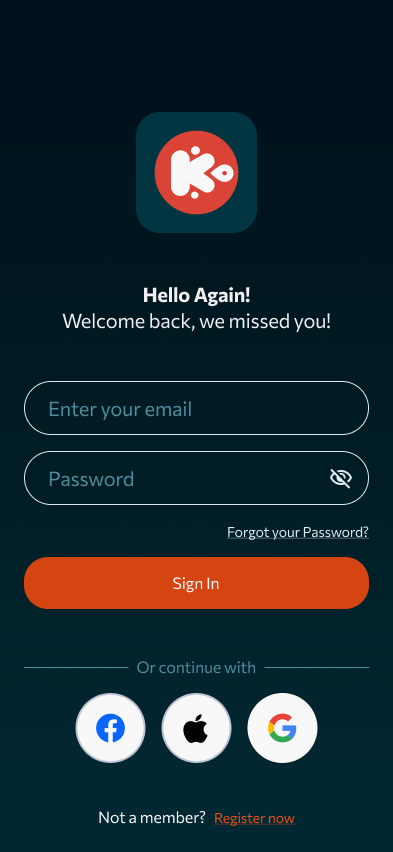 K
Hello Again!
Welcome back, we missed you!
Enter your email
Password
Forgot your Password?
Sign In
Or continue with
Not a member? Register now